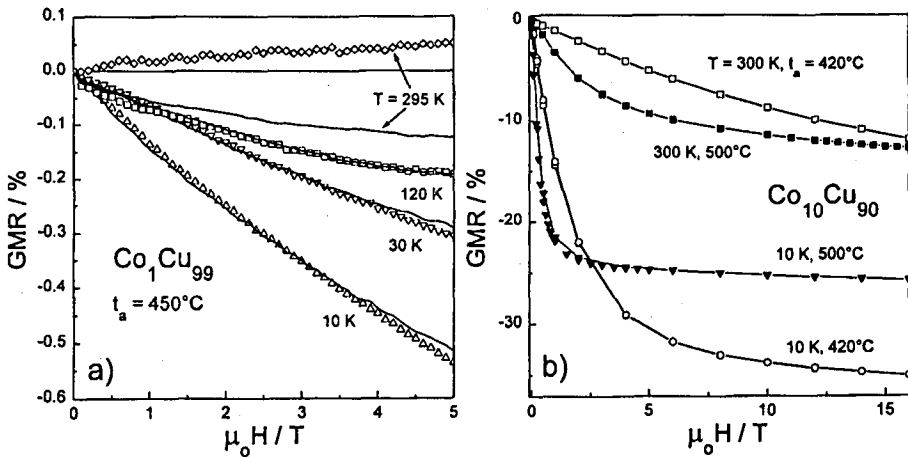 0.1
0.0
-0.1
-0.2
-0.3
-0.4
-0.5
-0.6
GMR / %
0 1 2 3 4 5
μ₀H / T
T = 295 K
120 K
30 K
10 K
Co₁Cu₉₉
tₐ = 450°C
a)
0
-10
-20
-30
GMR / %
0 5 10 15
μ₀H / T
T = 300 K, tₐ = 420°C
300 K, 500°C
Co₁₀Cu₉₀
10 K, 500°C
10 K, 420°C
b)